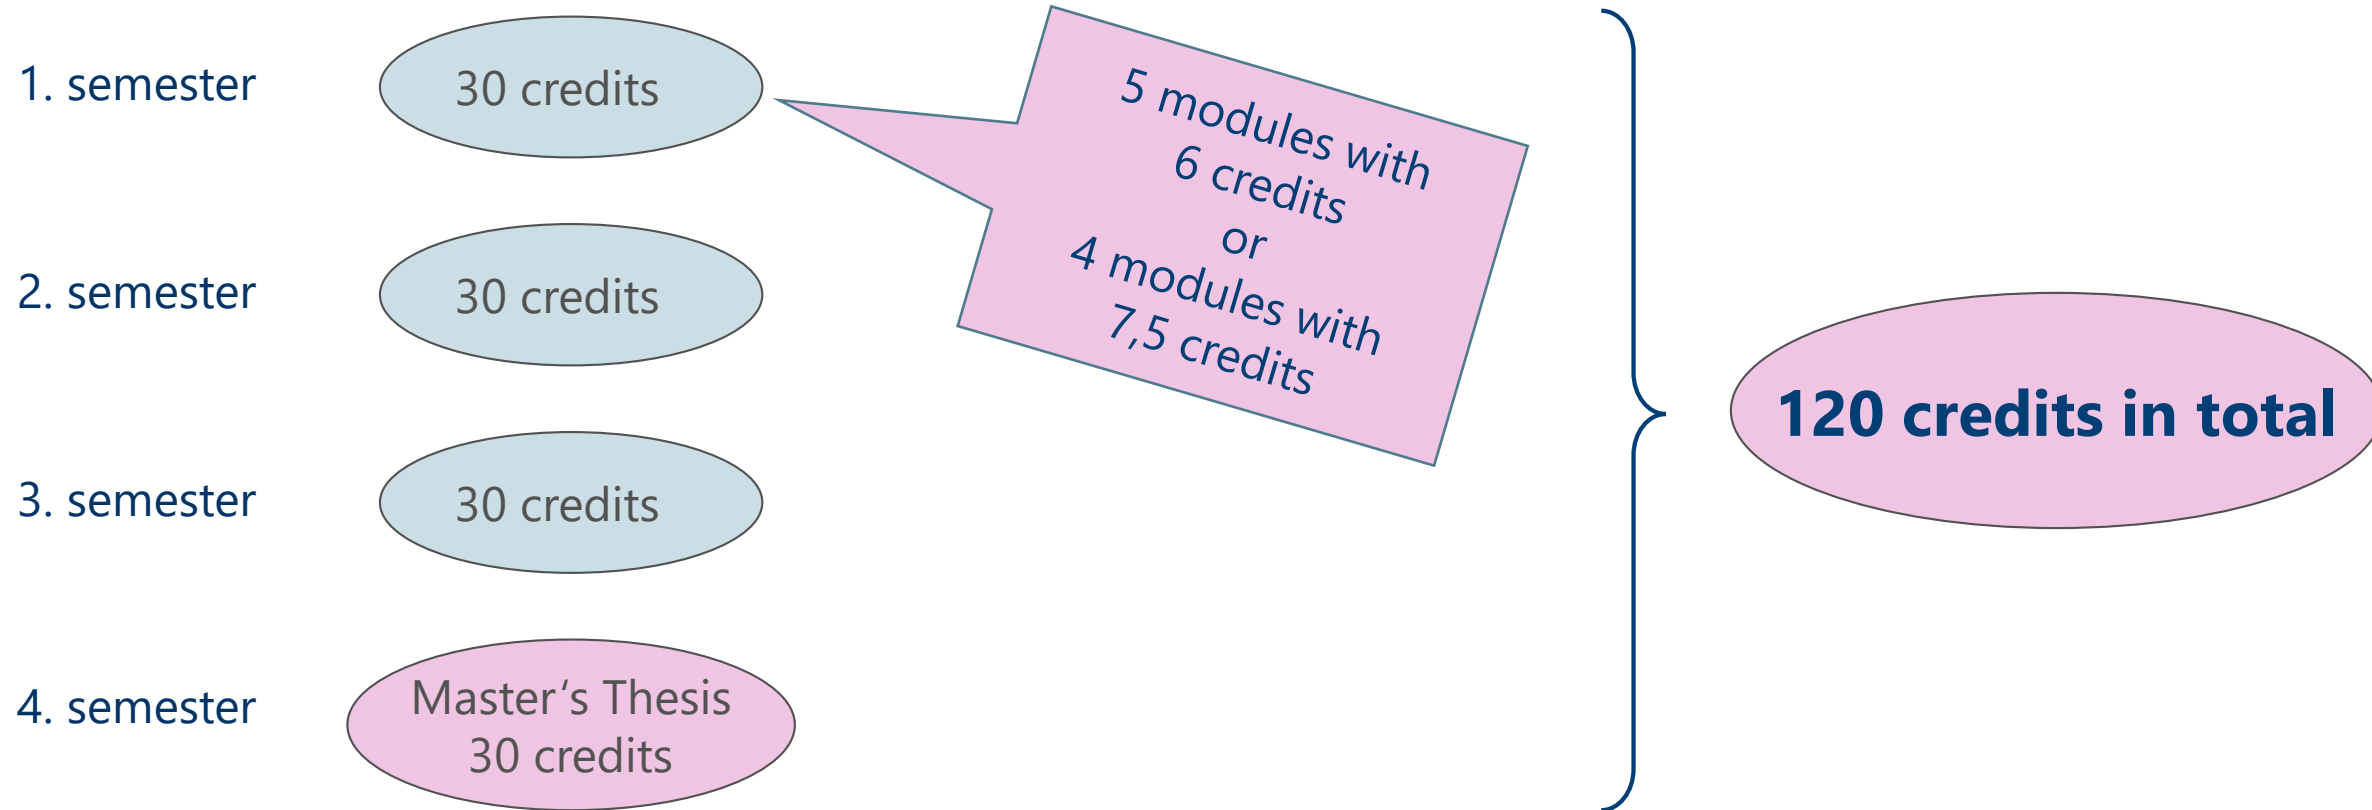 1. semester
30 credits
5 modules with
6 credits
or
4 modules with
7,5 credits
2. semester
30 credits
3. semester
30 credits
4. semester
Master‘s Thesis
30 credits
120 credits in total